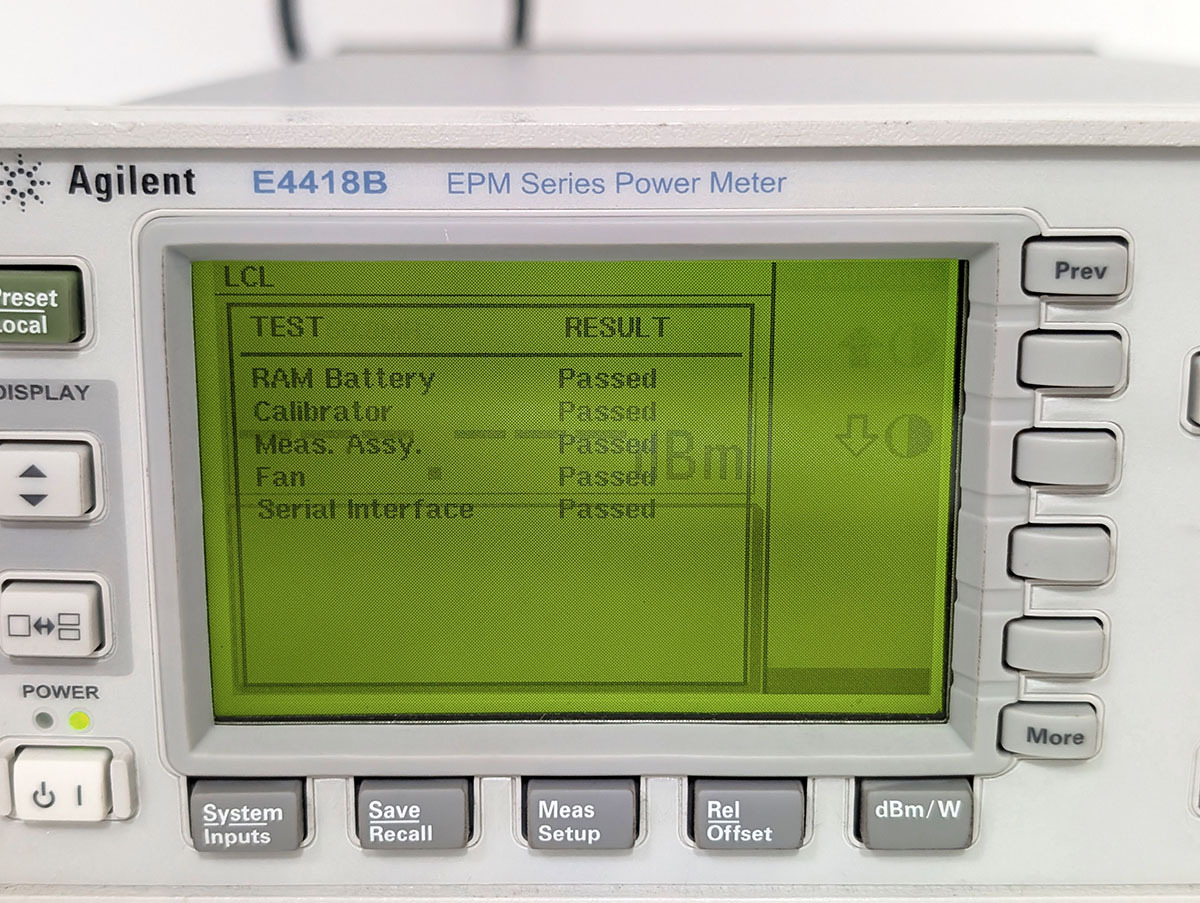 Agilent E4418B EPM Series Power Meter
Prev
Preset
Local
DISPLAY
POWER
LCL
TEST RESULT
RAM Battery Passed
Calibrator Passed
Meas. Assy. Passed
Fan Passed
Serial Interface Passed
dBm
More
System
Inputs
Save
Recall
Meas
Setup
Rel
Offset
dBm/W